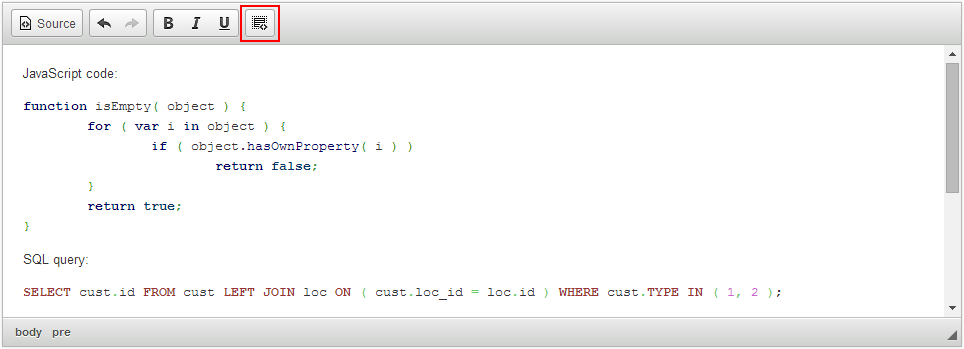 Source B I U
JavaScript code:
function isEmpty( object ) {
        for ( var i in object ) {
                if ( object.hasOwnProperty( i ) )
                        return false;
        }
        return true;
}
SQL query:
SELECT cust.id FROM cust LEFT JOIN loc ON ( cust.loc_id = loc.id ) WHERE cust.TYPE IN ( 1, 2 );
body pre